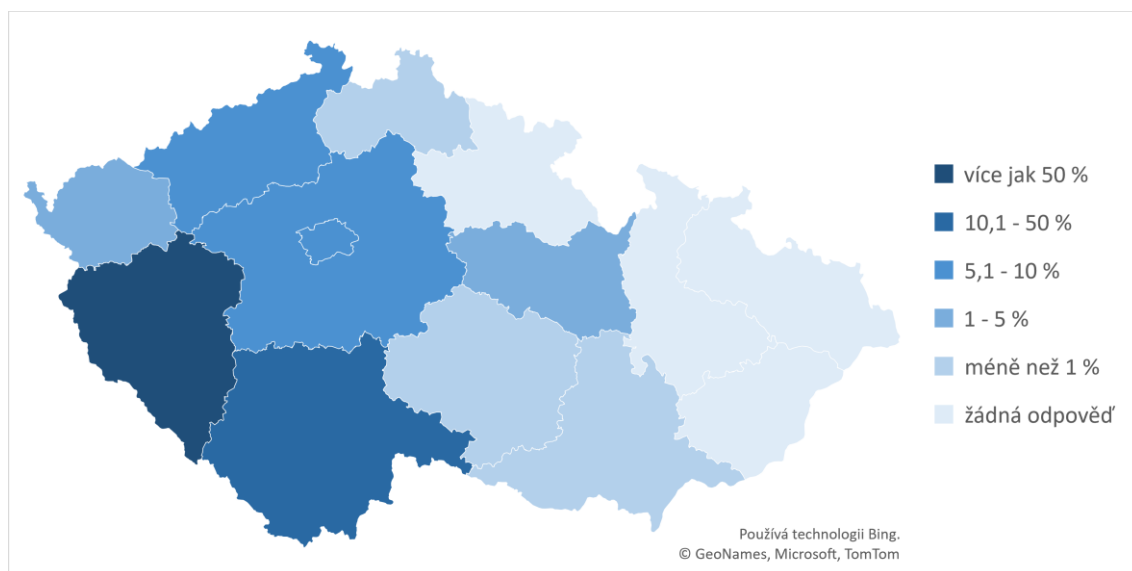 více jak 50 %
10,1 - 50 %
5,1 - 10 %
1 - 5 %
méně než 1 %
žádná odpověď
Používá technologii Bing.
© GeoNames, Microsoft, TomTom